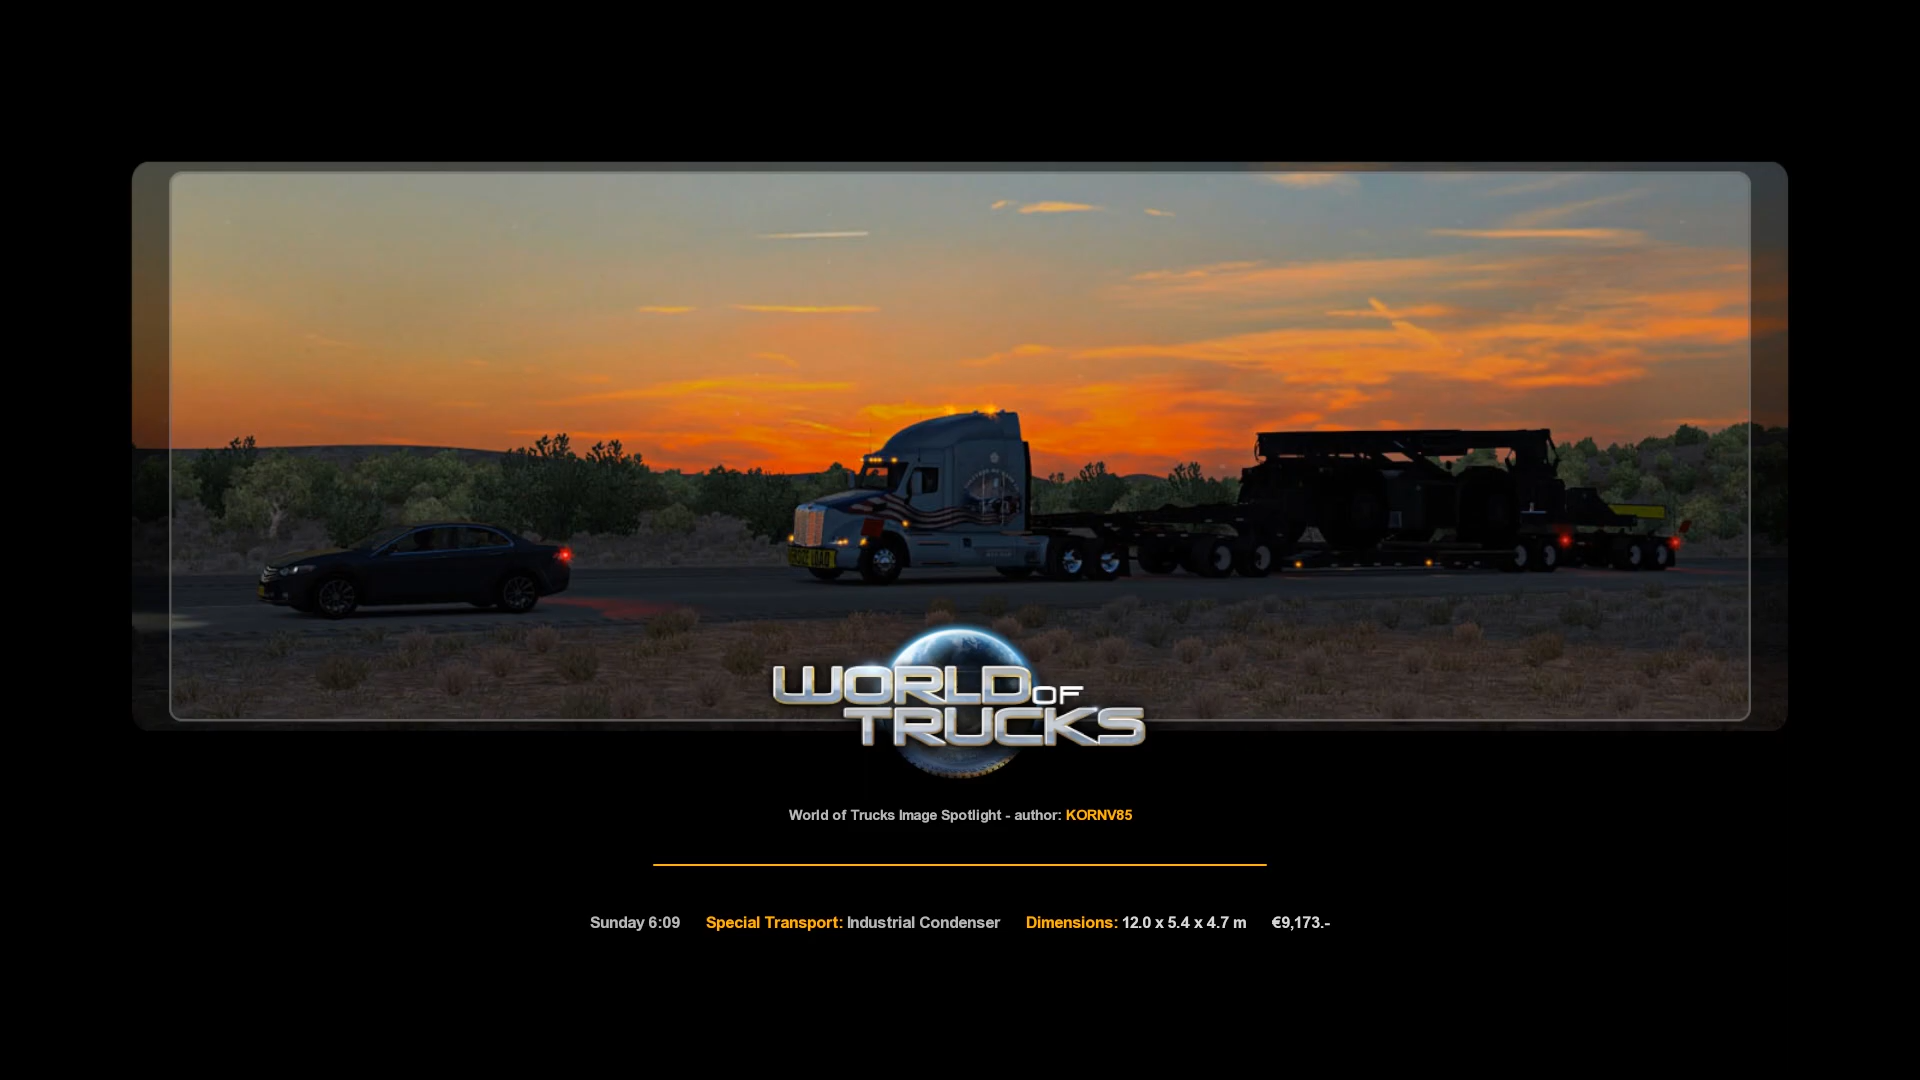 WORLD OF
TRUCKS
World of Trucks Image Spotlight - author: KORNV85
Sunday 6:09 Special Transport: Industrial Condenser Dimensions: 12.0 x 5.4 x 4.7 m €9,173.-